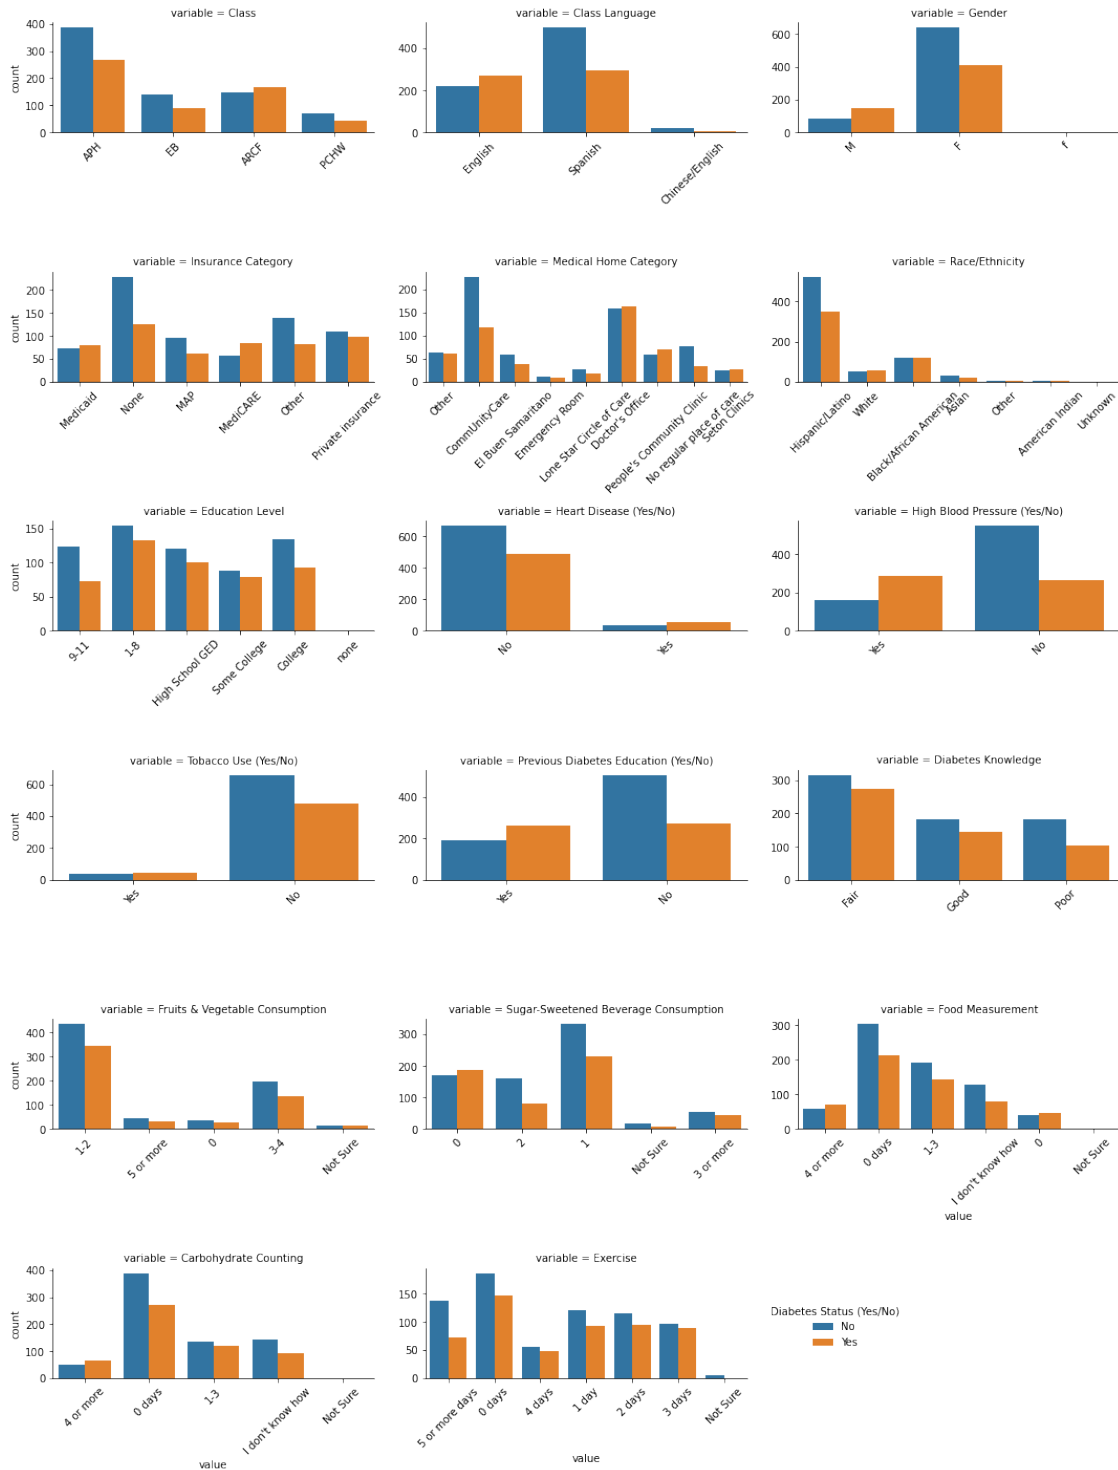 variable = Class
count
400
300
200
100
0
APH
EB
ARCF
PCHW
variable = Class Language
400
200
0
English
Spanish
Chinese/English
variable = Gender
600
400
200
0
M
F
f
variable = Insurance Category
count
200
150
100
50
0
Medicaid
None
MAP
MediCARE
Other
Private Insurance
variable = Medical Home Category
200
150
100
50
0
Other
CommUnityCare
El Buen Samaritano
Emergency Room
Lone Star Circle of Care
Doctor's Office
People's Community Clinic
No regular place of care
Seton Clinics
variable = Race/Ethnicity
400
200
0
Hispanic/Latino
White
Black/African American
Asian
Other
American Indian
Unknown
variable = Education Level
count
150
100
50
0
9-11
1-8
High School GED
Some College
College
none
variable = Heart Disease (Yes/No)
600
400
200
0
No
Yes
variable = High Blood Pressure (Yes/No)
400
200
0
Yes
No
variable = Tobacco Use (Yes/No)
count
600
400
200
0
Yes
No
variable = Previous Diabetes Education (Yes/No)
400
200
0
Yes
No
variable = Diabetes Knowledge
300
200
100
0
Fair
Good
Poor
variable = Fruits & Vegetable Consumption
count
400
300
200
100
0
1-2
5 or more
0
3-4
Not Sure
variable = Sugar-Sweetened Beverage Consumption
300
200
100
0
0
2
1
Not Sure
3 or more
variable = Food Measurement
300
200
100
0
4 or more
0 days
1-3
I don't know how
0
Not Sure
value
variable = Carbohydrate Counting
count
400
300
200
100
0
4 or more
0 days
1-3
I don't know how
Not Sure
value
variable = Exercise
150
100
50
0
5 or more days
0 days
4 days
1 day
2 days
3 days
Not Sure
value
Diabetes Status (Yes/No)
No
Yes